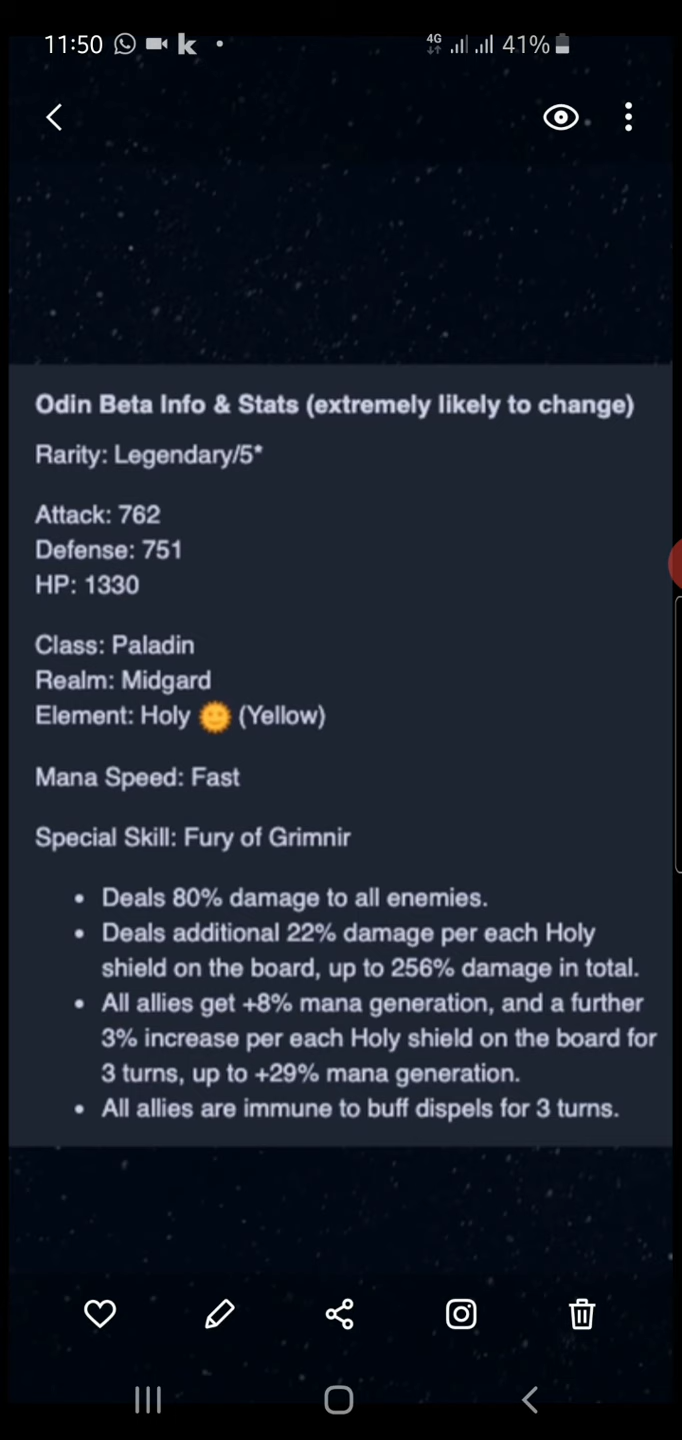 11:50 4G 41%
Odin Beta Info & Stats (extremely likely to change)
Rarity: Legendary/5*
Attack: 762
Defense: 751
HP: 1330
Class: Paladin
Realm: Midgard
Element: Holy 🌞 (Yellow)
Mana Speed: Fast
Special Skill: Fury of Grimnir
• Deals 80% damage to all enemies.
• Deals additional 22% damage per each Holy
shield on the board, up to 256% damage in total.
• All allies get +8% mana generation, and a further
3% increase per each Holy shield on the board for
3 turns, up to +29% mana generation.
• All allies are immune to buff dispels for 3 turns.